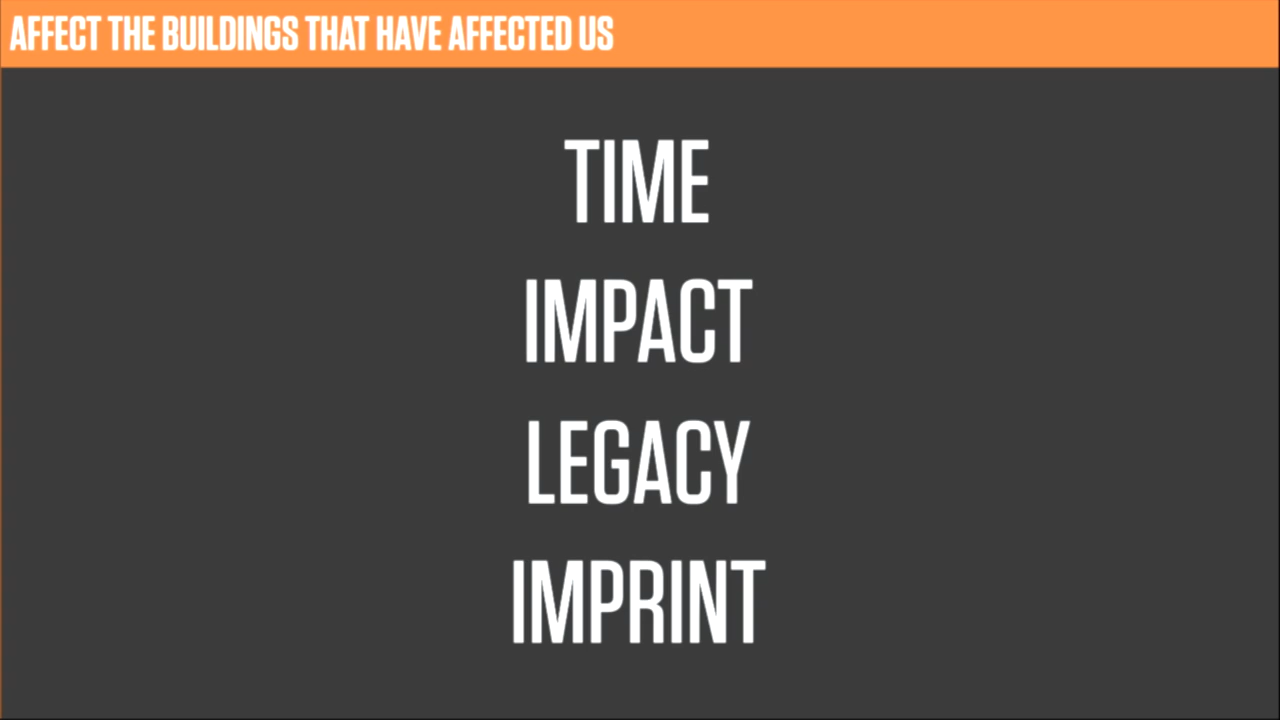 AFFECT THE BUILDINGS THAT HAVE AFFECTED US
TIME
IMPACT
LEGACY
IMPRINT